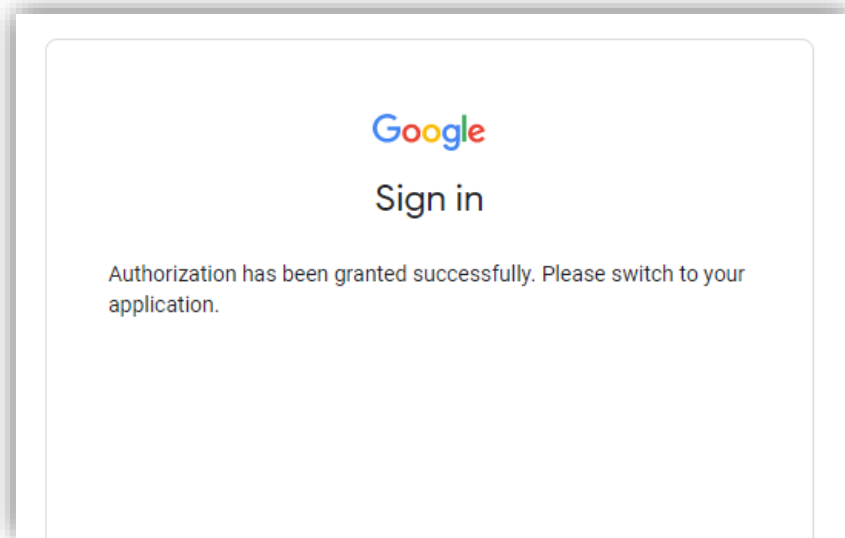 Google
Sign in
Authorization has been granted successfully. Please switch to your
application.